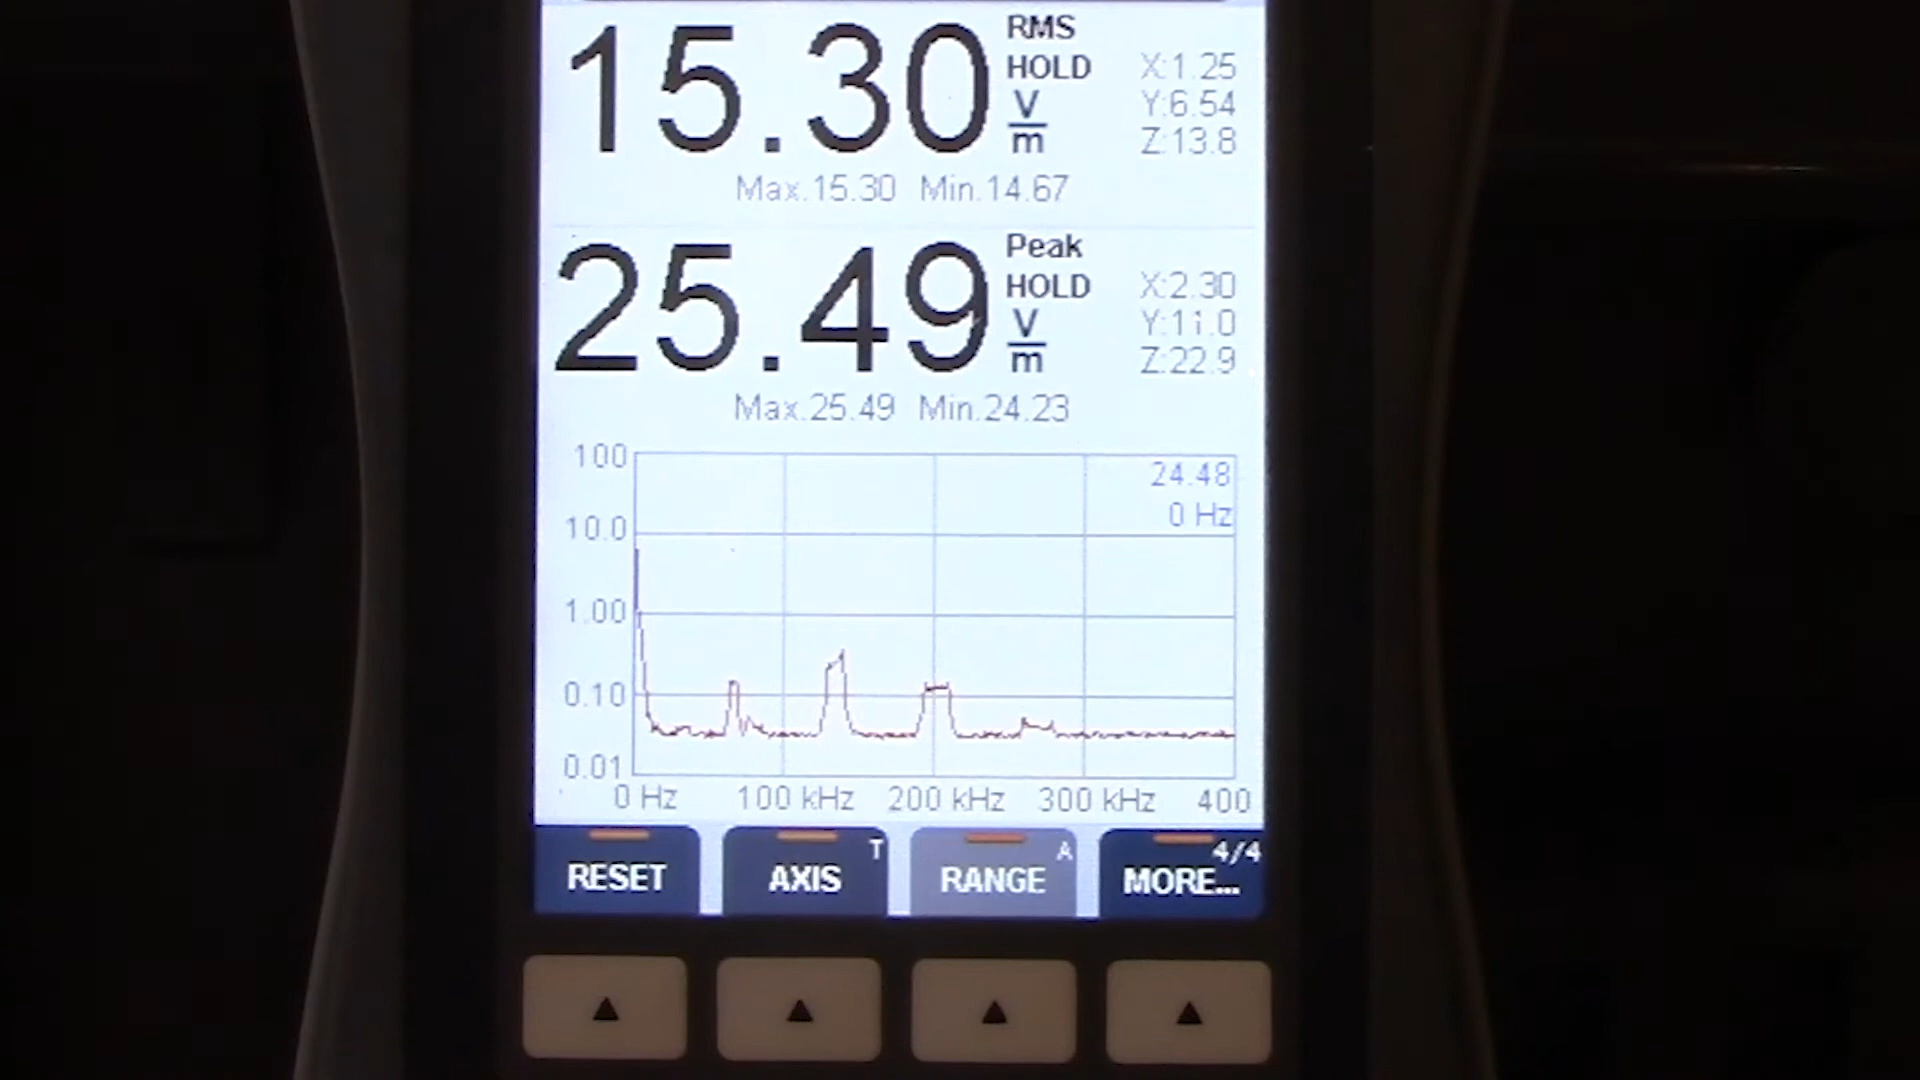 15.30 RMS HOLD V/m X:1.25 Y:6.54 Z:13.8
Max.15.30 Min.14.67
25.49 Peak HOLD V/m X:2.30 Y:11.0 Z:22.9
Max.25.49 Min.24.23
24.48
0 Hz
100
10.0
1.00
0.10
0.01
0 Hz 100 kHz 200 kHz 300 kHz 400
RESET AXIS T RANGE A MORE... 4/4